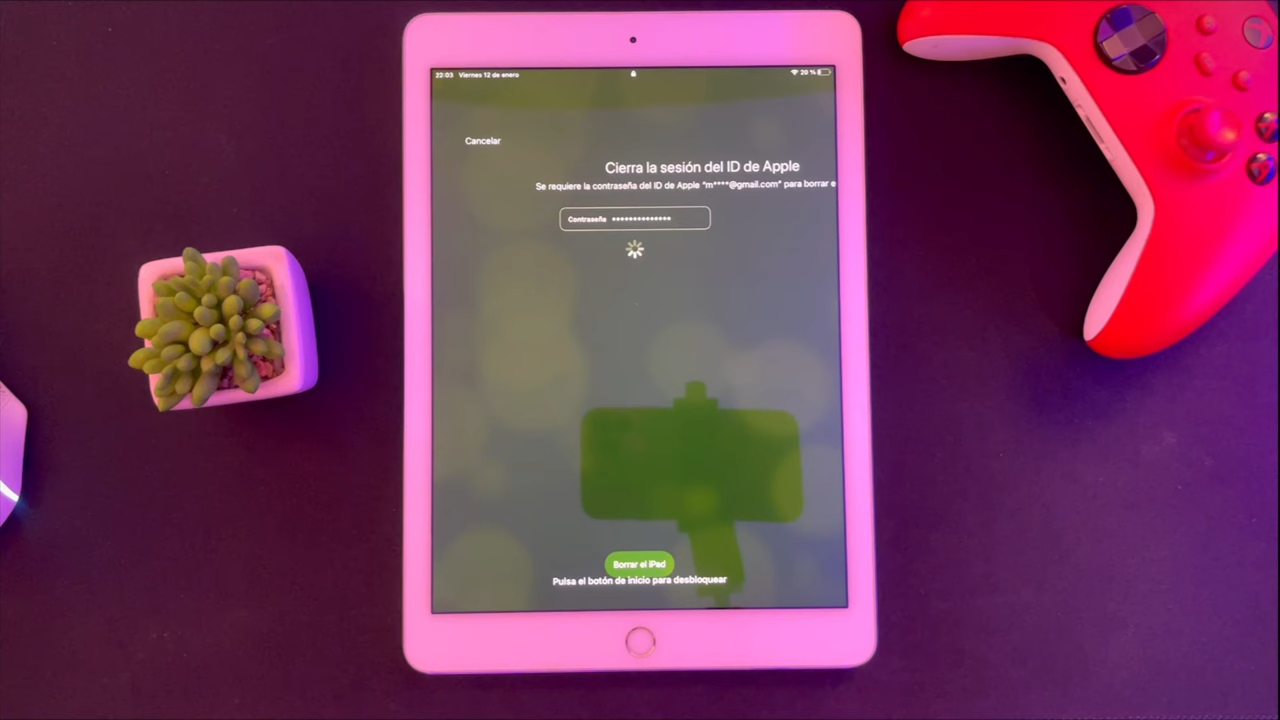 22:03 Viernes 12 de enero
20 %
Cancelar
Cierra la sesión del ID de Apple
Se requiere la contraseña del ID de Apple "m****@gmail.com" para borrar e
Contraseña ••••••••••••••
Borrar el iPad
Pulsa el botón de inicio para desbloquear